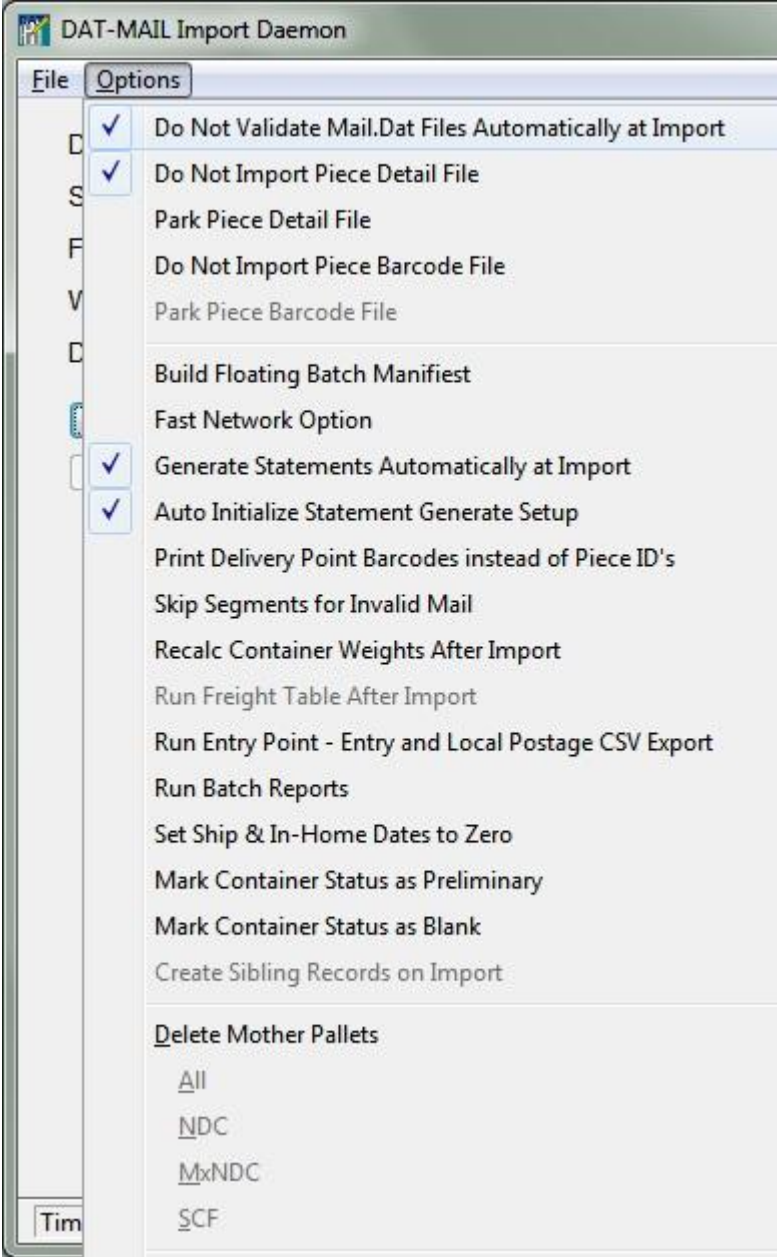 DAT-MAIL Import Daemon
File Options
Do Not Validate Mail.Dat Files Automatically at Import
Do Not Import Piece Detail File
Park Piece Detail File
Do Not Import Piece Barcode File
Park Piece Barcode File
Build Floating Batch Manifiest
Fast Network Option
Generate Statements Automatically at Import
Auto Initialize Statement Generate Setup
Print Delivery Point Barcodes instead of Piece ID's
Skip Segments for Invalid Mail
Recalc Container Weights After Import
Run Freight Table After Import
Run Entry Point - Entry and Local Postage CSV Export
Run Batch Reports
Set Ship & In-Home Dates to Zero
Mark Container Status as Preliminary
Mark Container Status as Blank
Create Sibling Records on Import
Delete Mother Pallets
All
NDC
MxNDC
SCF
Tim